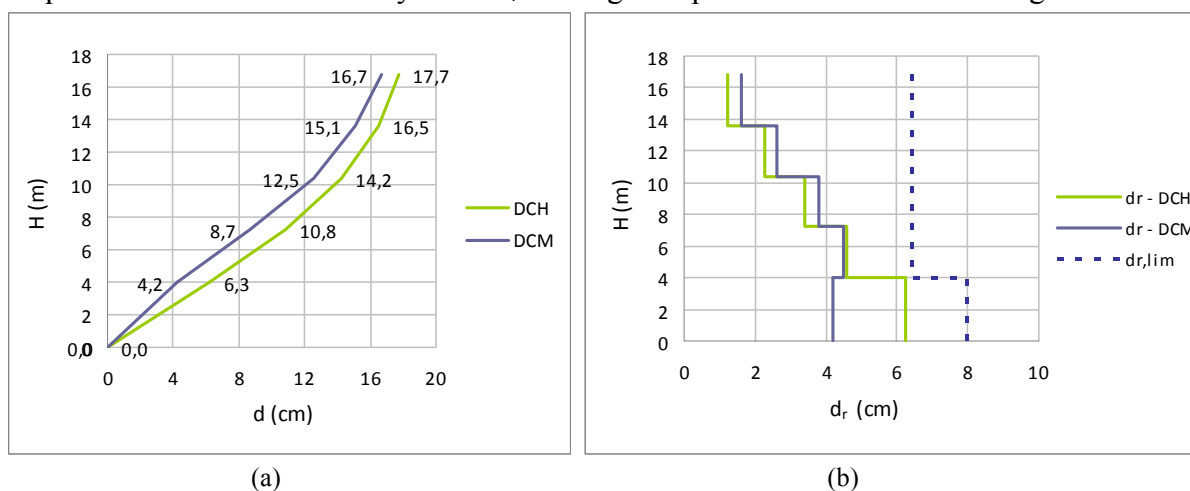 18
16
14
12
10
8
6
4
2
0
H (m)
16,7
17,7
15,1
16,5
12,5
14,2
8,7
10,8
4,2
6,3
0,0
0,0
0 4 8 12 16 20
d (cm)
DCH
DCM
(a)
18
16
14
12
10
8
6
4
2
0
H (m)
0 2 4 6 8 10
dr (cm)
dr - DCH
dr - DCM
dr,lim
(b)